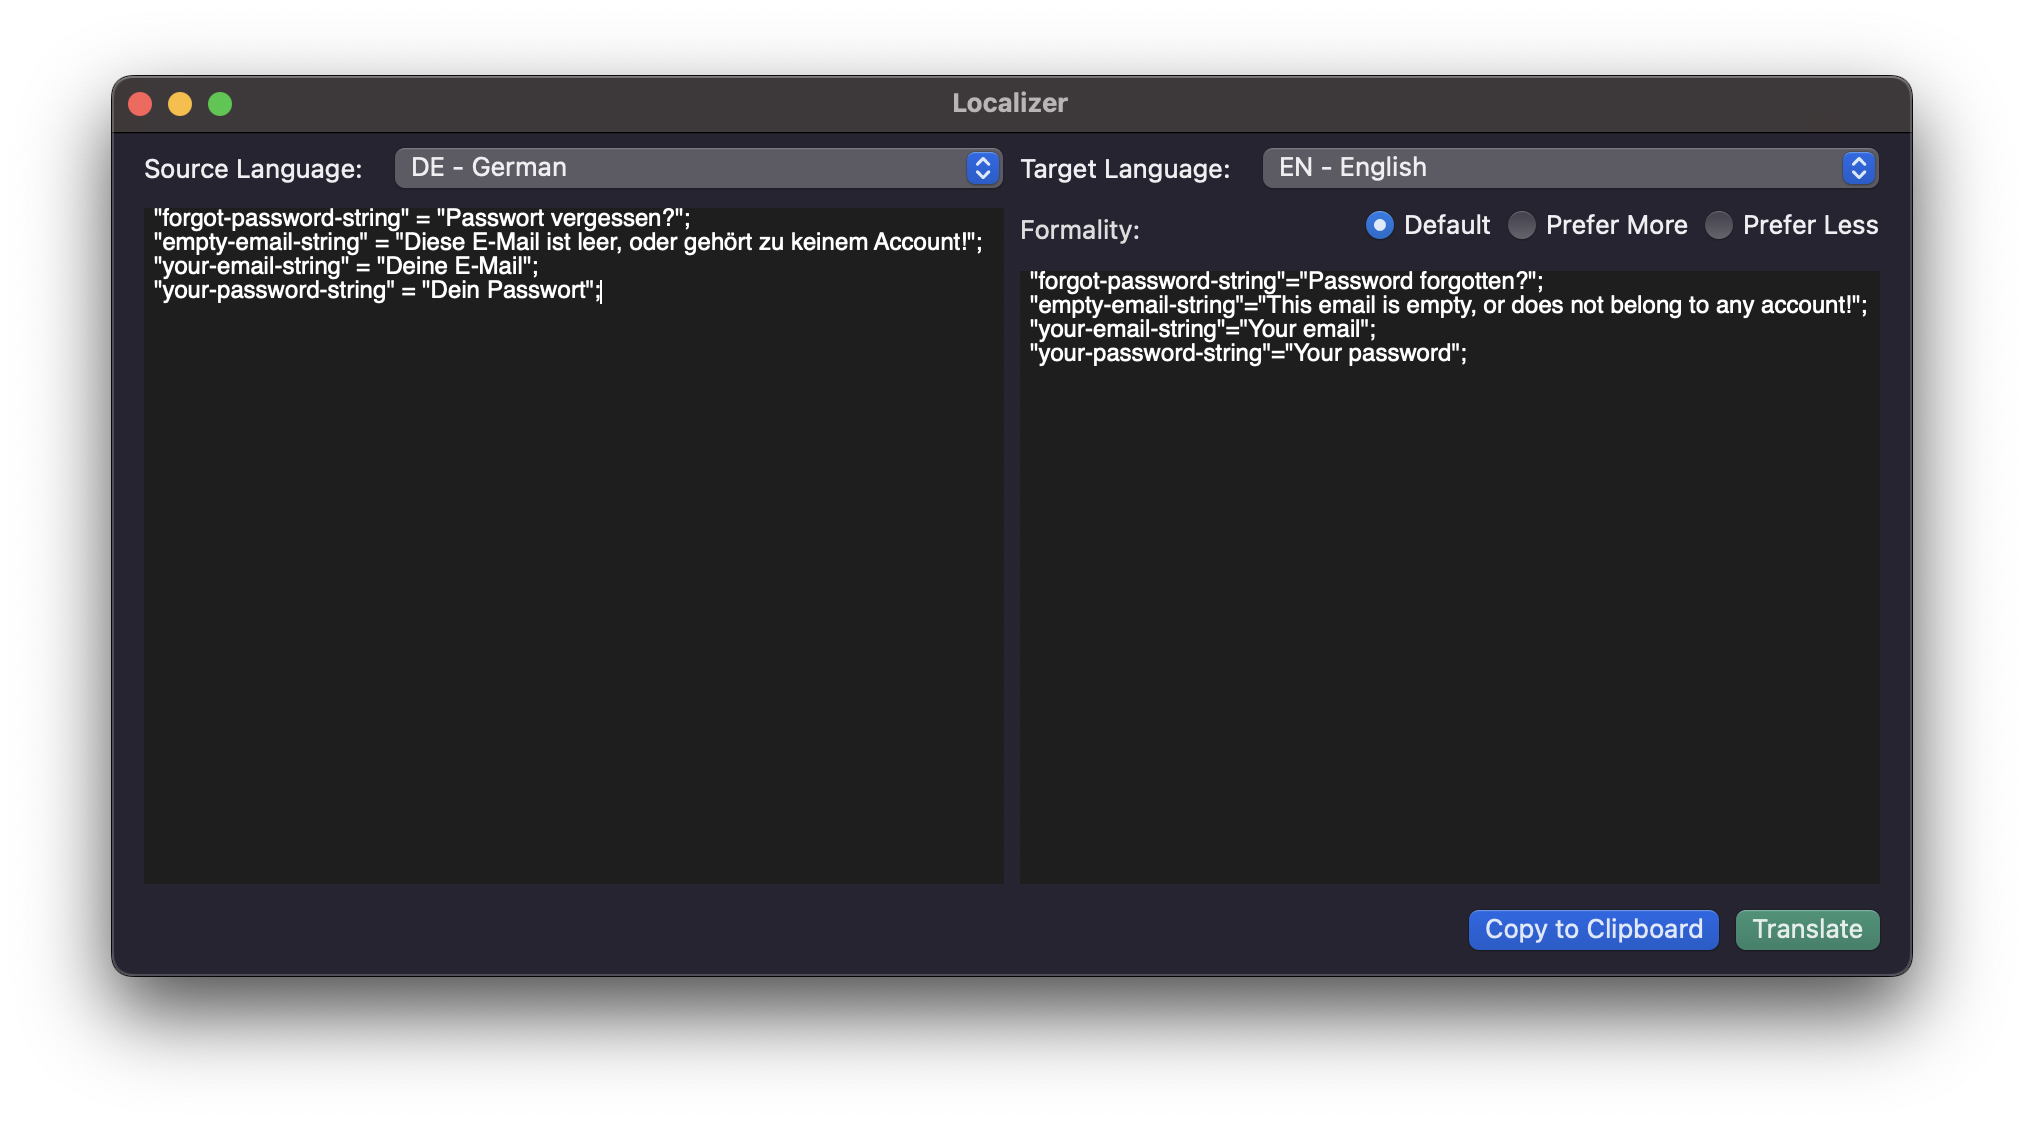 Localizer
Source Language:
DE - German
Target Language:
EN - English
"forgot-password-string" = "Passwort vergessen?";
"empty-email-string" = "Diese E-Mail ist leer, oder gehört zu keinem Account!";
"your-email-string" = "Deine E-Mail";
"your-password-string" = "Dein Passwort";
Formality:
Default
Prefer More
Prefer Less
"forgot-password-string"="Password forgotten?";
"empty-email-string"="This email is empty, or does not belong to any account!";
"your-email-string"="Your email";
"your-password-string"="Your password";
Copy to Clipboard
Translate